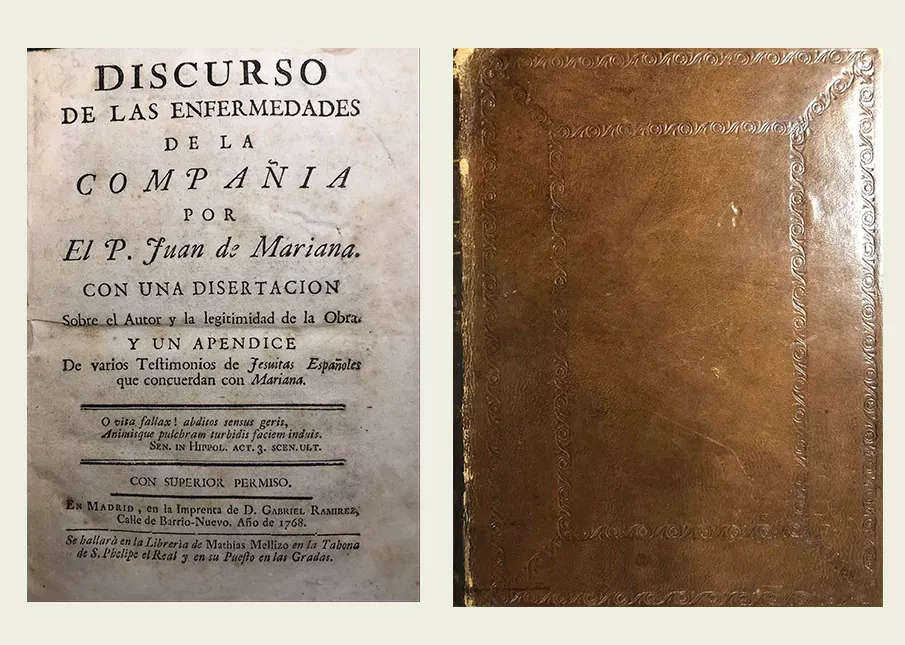 DISCURSO
DE LAS ENFERMEDADES
DE LA
COMPAÑIA
POR
El P. Juan de Mariana.
CON UNA DISERTACION
Sobre el Autor y la legitimidad de la Obra.
Y UN APENDICE
De varios Teſtimonios de Jesuitas Españoles
que concuerdan con Mariana.
O vita fallax! abditos sensus geris,
Animisque pulchram turbidis faciem induis.
SEN. IN HIPPOL. ACT. 3. SCEN. ULT.
CON SUPERIOR PERMISO.
EN MADRID, en la Imprenta de D. GABRIEL RAMIREZ,
Calle de Barrio-Nuevo. Año de 1768.
Se hallarà en la Librerìa de Mathias Mellizo en la Tahona
de S. Phelipe el Real y en su Pueſto en las Gradas.